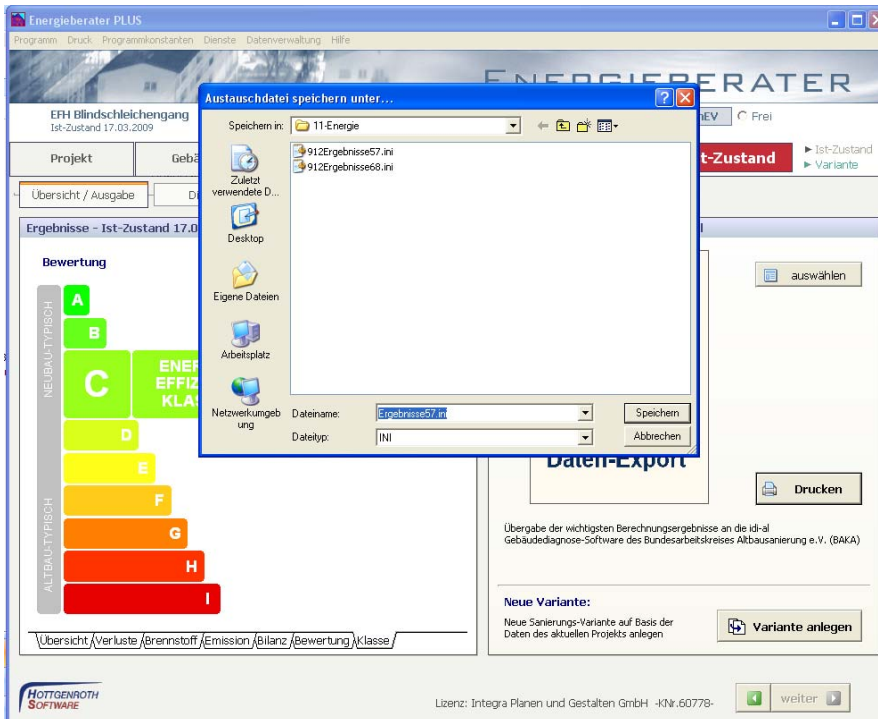 Energieberater PLUS
Programm Druck Programmkonstanten Dienste Datenverwaltung Hilfe
EFH Blindschleichengang
Ist-Zustand 17.03.2009
Frei
Projekt
Ist-Zustand
Variante
Übersicht / Ausgabe
Ergebnisse - Ist-Zustand 17.0
Austauschdatei speichern unter...
Speichern in: 11-Energie
912Ergebnisse57.ini
912Ergebnisse68.ini
Zuletzt
verwendete D...
Desktop
Eigene Dateien
Arbeitsplatz
Netzwerkumgeb
ung
Dateiname: Ergebnisse57.ini
Speichern
Dateityp: INI
Abbrechen
Bewertung
NEUBAU-TYPISCH
ALTBAU-TYPISCH
A
B
C
D
E
F
G
H
I
auswählen
Daten-Export
Drucken
Übergabe der wichtigsten Berechnungsergebnisse an die idi-al
Gebäudediagnose-Software des Bundesarbeitskreises Altbausanierung e.V. (BAKA)
Neue Variante:
Neue Sanierungs-Variante auf Basis der
Daten des aktuellen Projekts anlegen
Variante anlegen
Übersicht Verluste Brennstoff Emission Bilanz Bewertung Klasse
HOTTGENROTH
SOFTWARE
Lizenz: Integra Planen und Gestalten GmbH -KNr.60778-
weiter